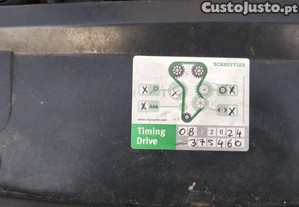 CustoJusto.pt
SCHAEFFLER
X
X
X
X
Timing
Drive
08 / 2024
375460